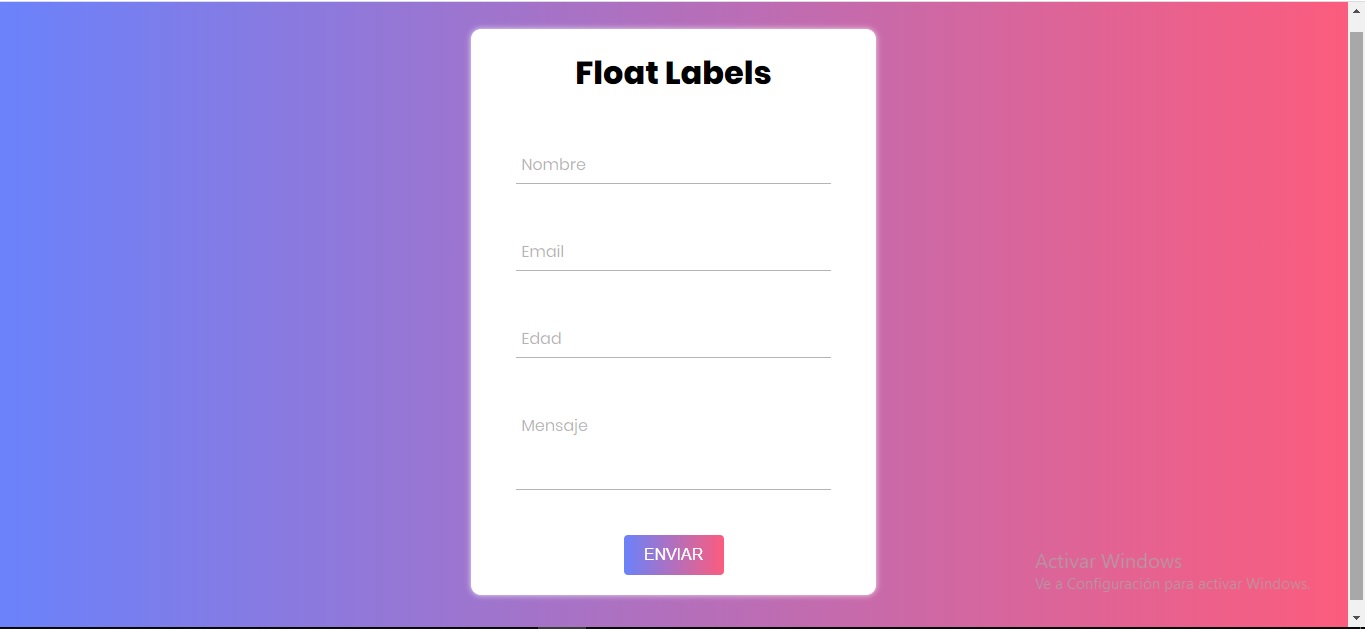 Float Labels
Nombre
Email
Edad
Mensaje
ENVIAR
Activar Windows
Ve a Configuración para activar Windows.